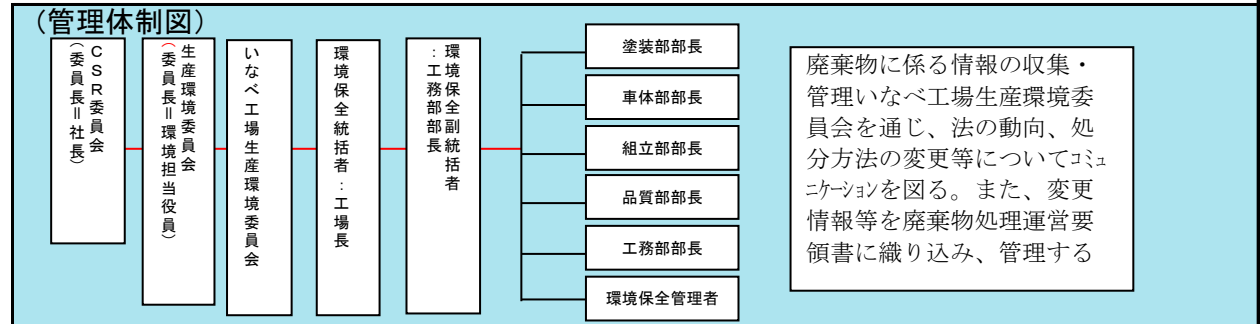 （管理体制図）
CSR委員会
（委員長＝社長）
生産環境委員会
（委員長＝環境担当役員）
いなべ工場生産環境委員会
環境保全統括者：工場長
環境保全副統括者
：工務部部長
塗装部部長
車体部部長
組立部部長
品質部部長
工務部部長
環境保全管理者
廃棄物に係る情報の収集・
管理いなべ工場生産環境委
員会を通じ、法の動向、処
分方法の変更等についてｺﾐｭ
ﾆｹｰｼｮﾝを図る。また、変更
情報等を廃棄物処理運営要
領書に織り込み、管理する